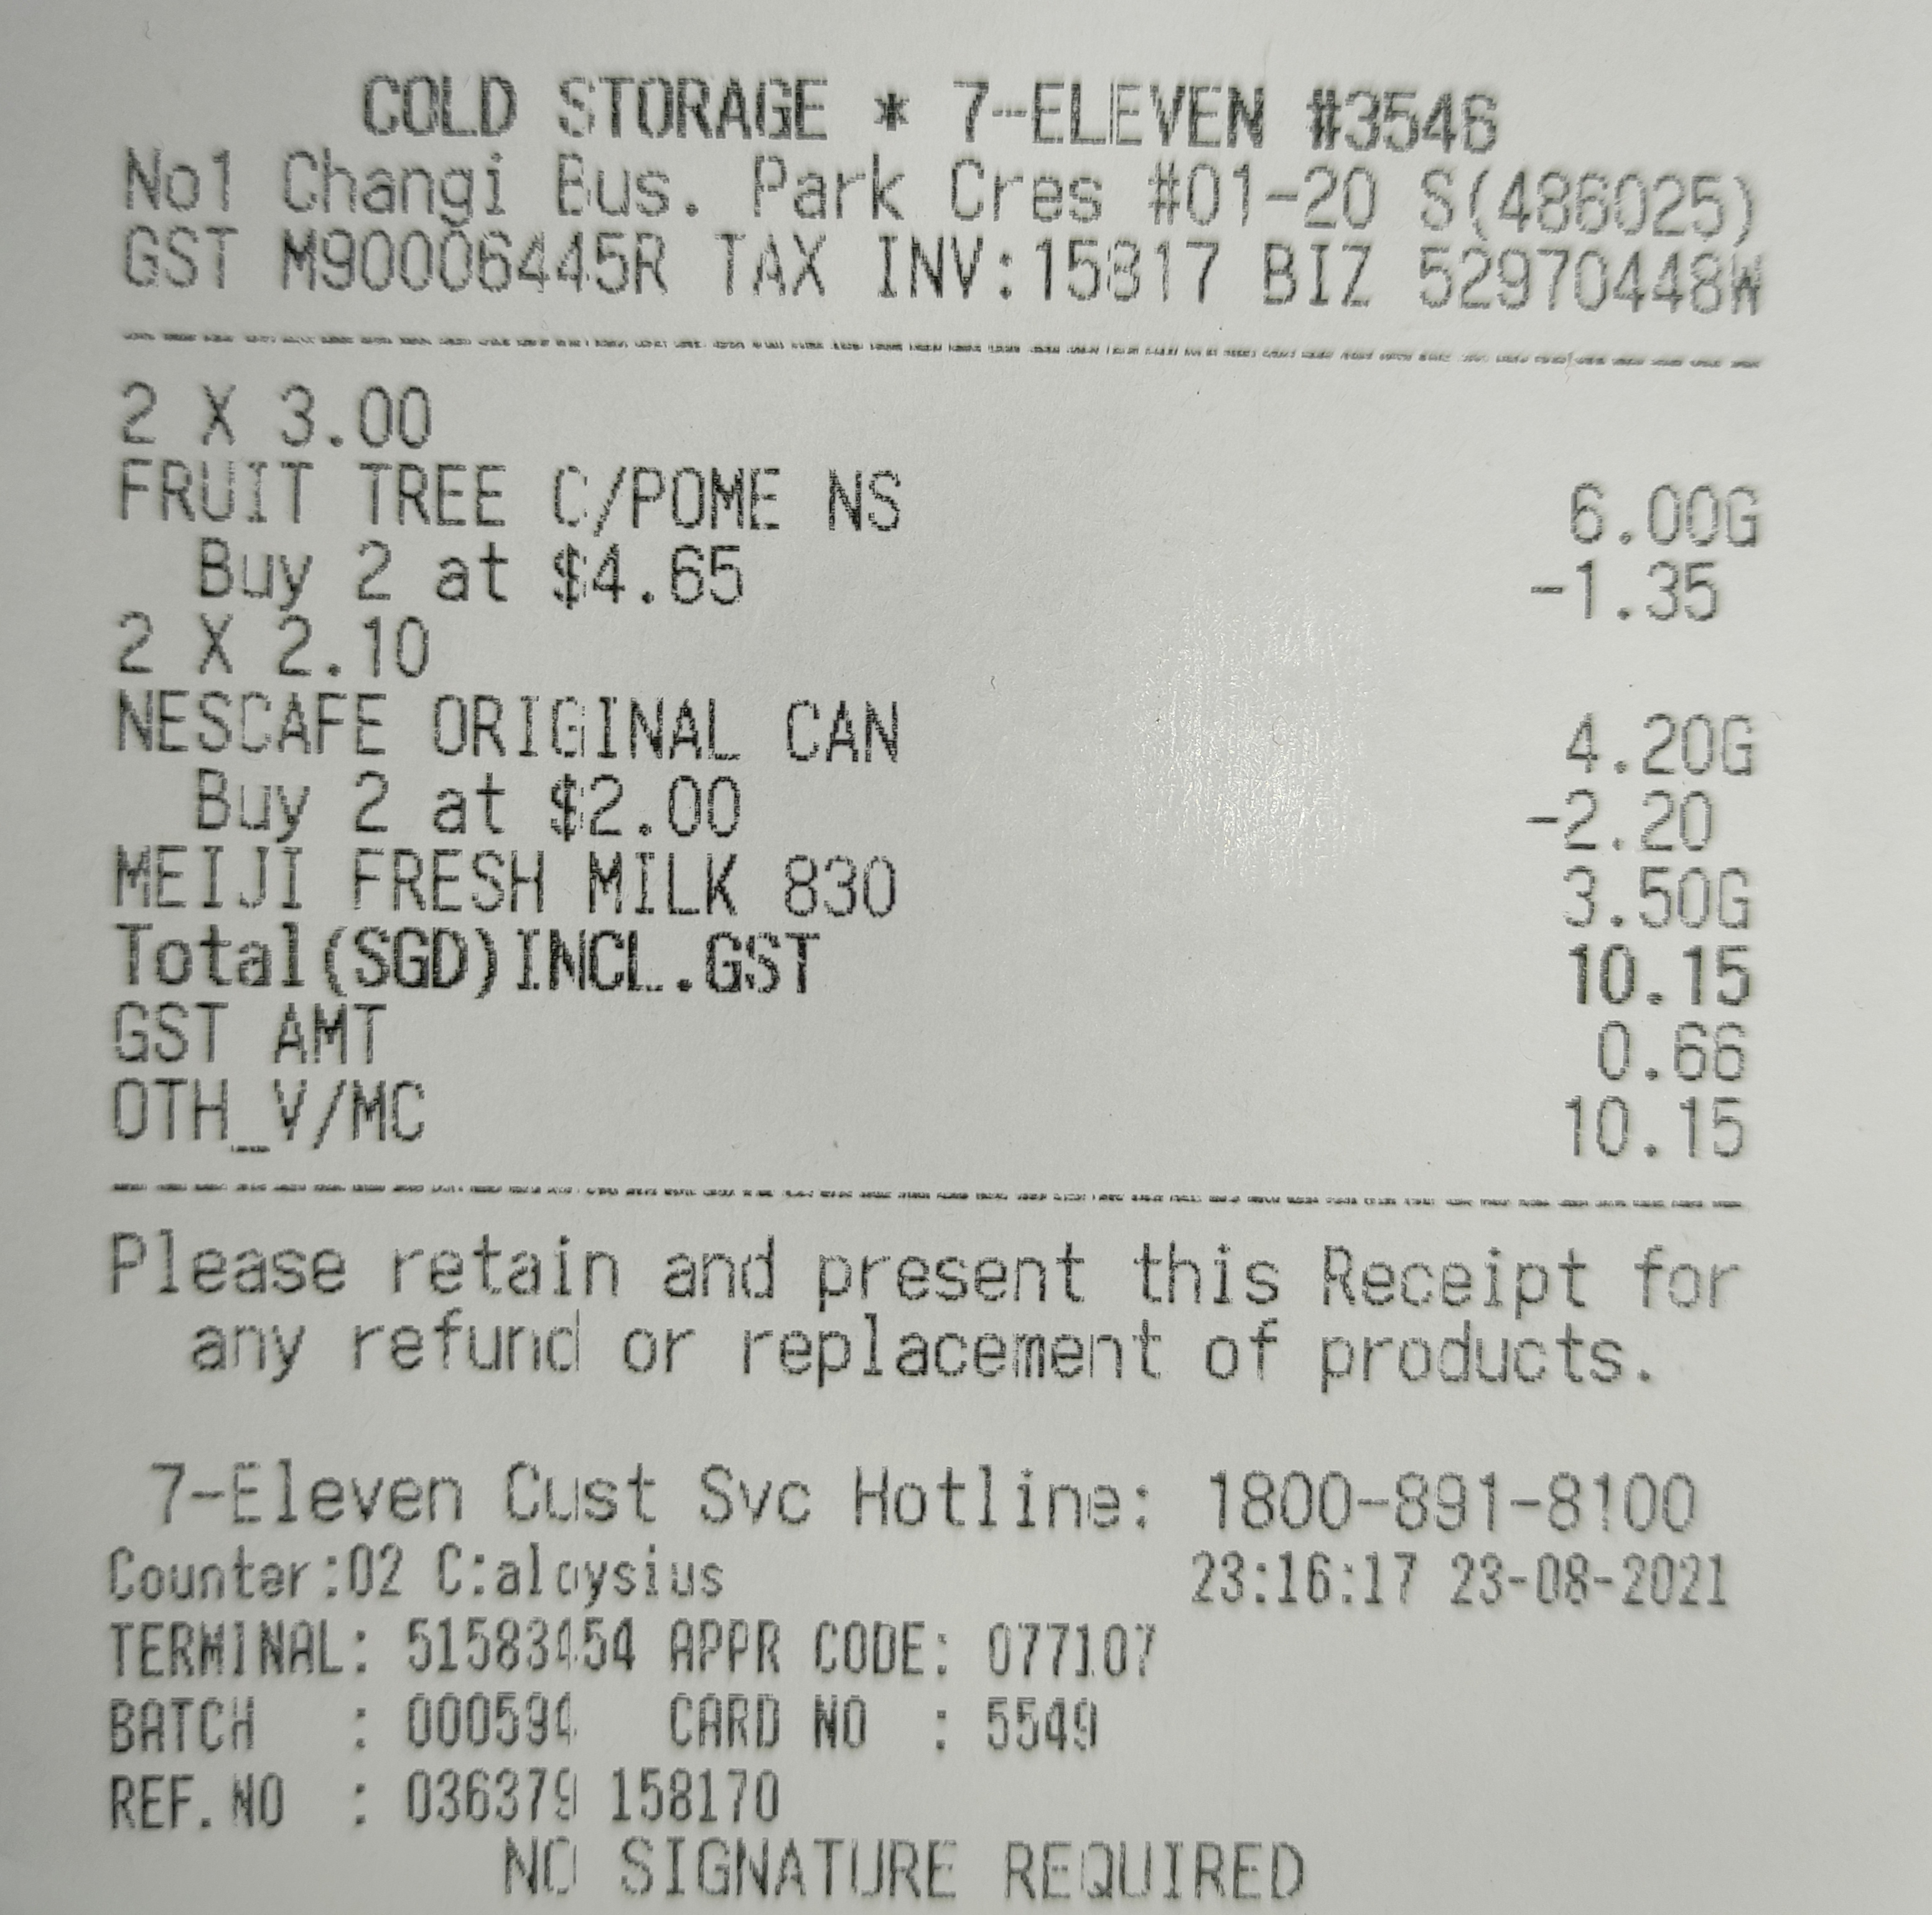 COLD STORAGE * 7-ELEVEN #3546
No1 Changi Bus. Park Cres #01-20 S(486025)
GST M90006445R TAX INV:15817 BIZ 52970448W
2 X 3.00
FRUIT TREE C/POME NS 6.00G
Buy 2 at $4.65 -1.35
2 X 2.10
NESCAFE ORIGINAL CAN 4.20G
Buy 2 at $2.00 -2.20
MEIJI FRESH MILK 830 3.50G
Total(SGD)INCL.GST 10.15
GST AMT 0.66
OTH_V/MC 10.15
Please retain and present this Receipt for
any refund or replacement of products.
7-Eleven Cust Svc Hotline: 1800-891-8100
Counter:02 C:aloysius 23:16:17 23-08-2021
TERMINAL: 51583454 APPR CODE: 077107
BATCH : 000594 CARD NO : 5549
REF.NO : 036379 158170
NO SIGNATURE REQUIRED